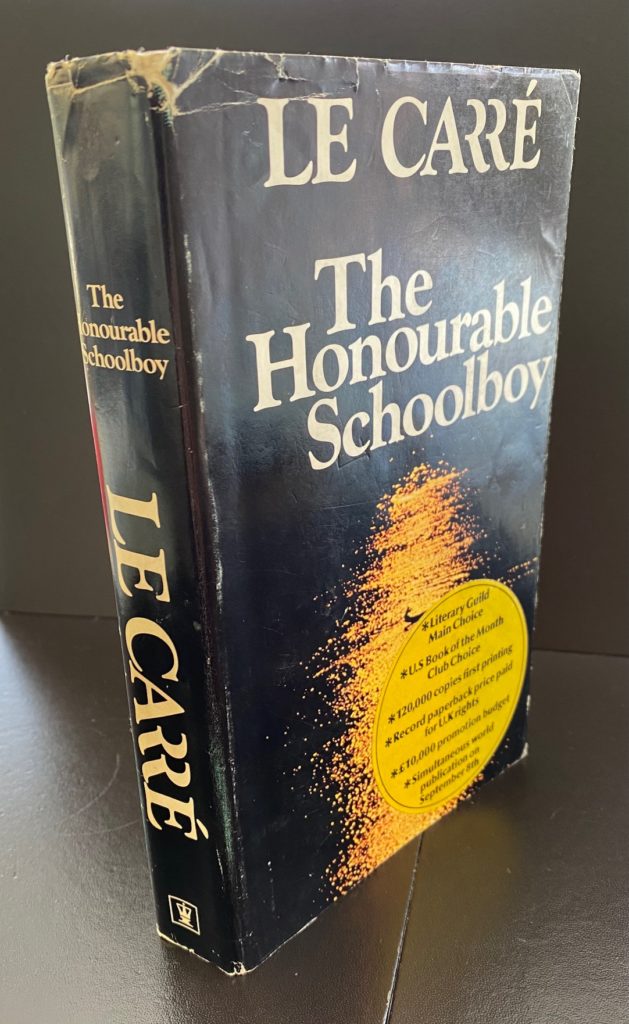 LE CARRÉ
The
Honourable
Schoolboy
*Literary Guild
Main Choice
*U.S Book of the Month
Club Choice
*120,000 copies first printing
*Record paperback price paid
for U.K rights
*£10,000 promotion budget
*Simultaneous world
publication on
September 8th
The
Honourable
Schoolboy
LE CARRÉ